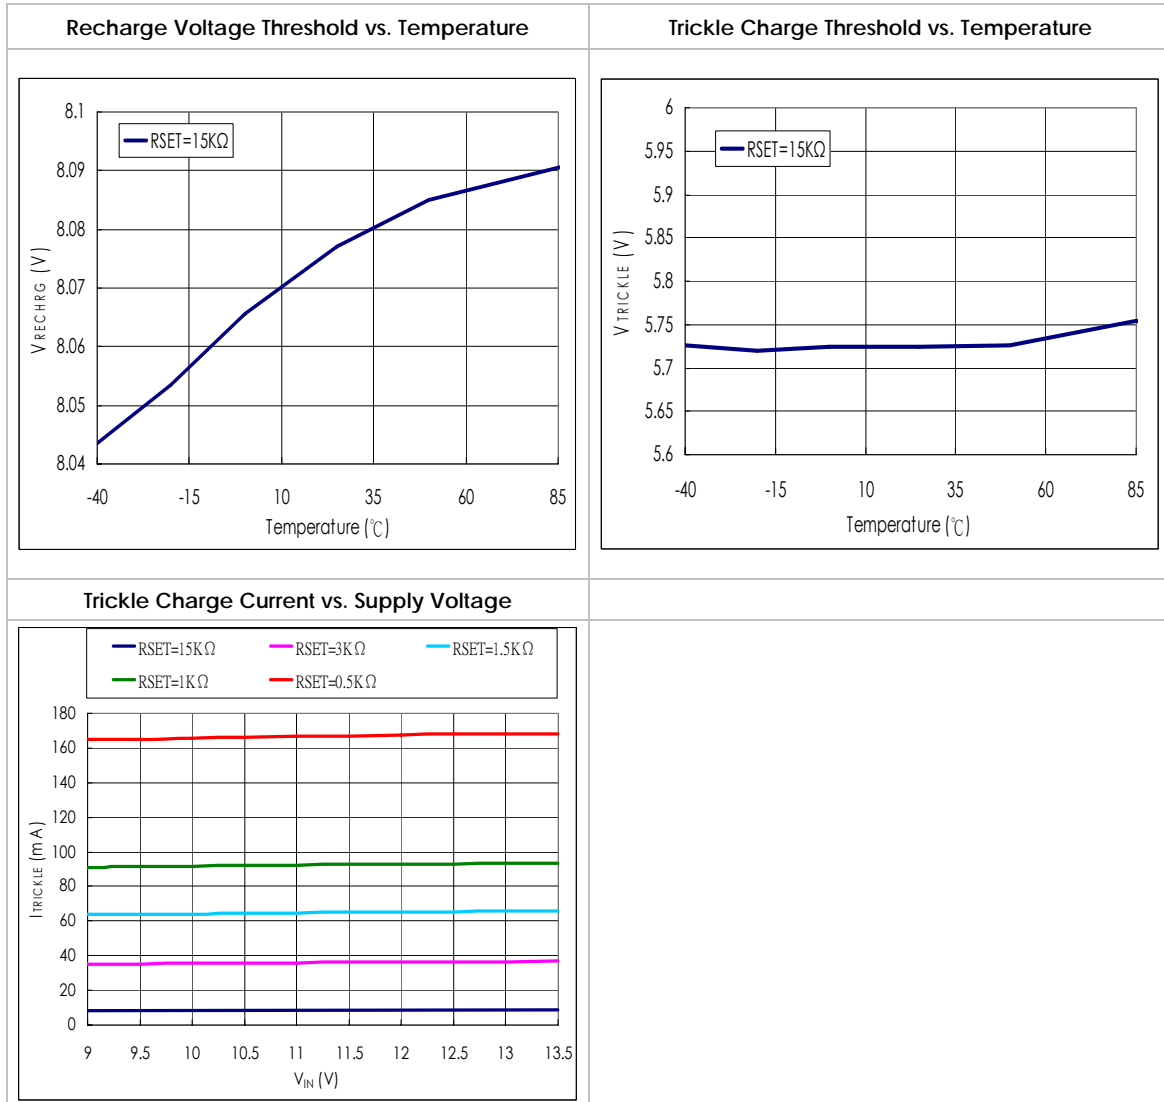 Recharge Voltage Threshold vs. Temperature
Trickle Charge Threshold vs. Temperature
RSET=15KΩ
8.1
8.09
8.08
8.07
8.06
8.05
8.04
VRECHRG (V)
-40 -15 10 35 60 85
Temperature (℃)
RSET=15KΩ
6
5.95
5.9
5.85
5.8
5.75
5.7
5.65
5.6
VTRICKLE (V)
-40 -15 10 35 60 85
Temperature (℃)
Trickle Charge Current vs. Supply Voltage
RSET=15KΩ RSET=3KΩ RSET=1.5KΩ
RSET=1KΩ RSET=0.5KΩ
180
160
140
120
100
80
60
40
20
0
ITRICKLE (mA)
9 9.5 10 10.5 11 11.5 12 12.5 13 13.5
VIN (V)